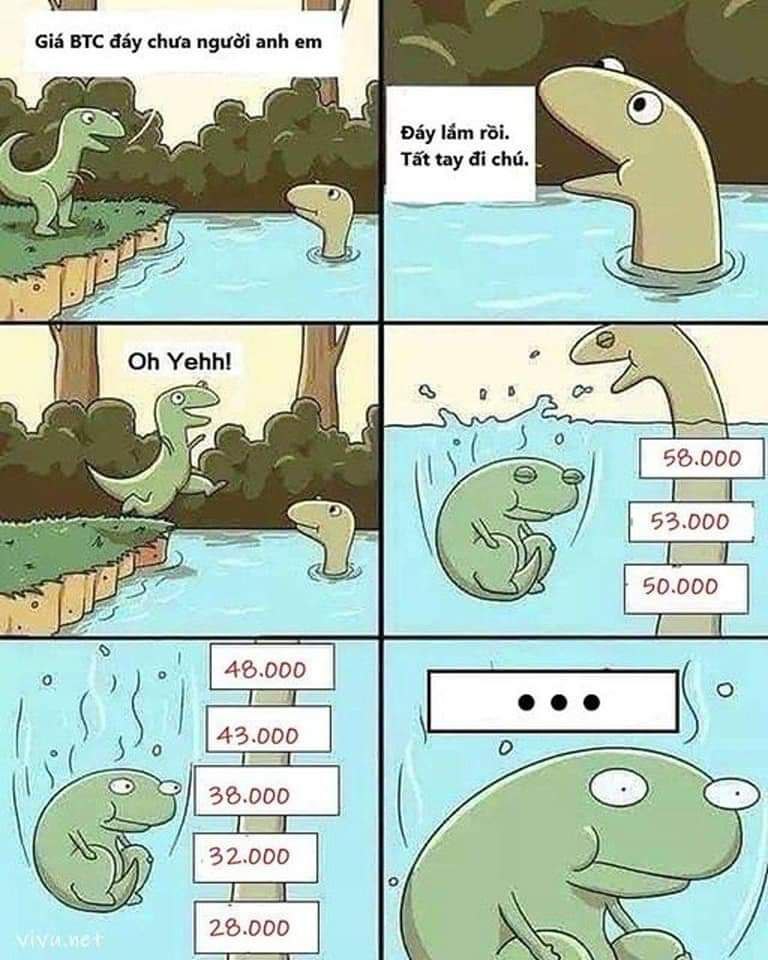 Giá BTC đáy chưa người anh em
Đáy lắm rồi.
Tất tay đi chú.
Oh Yehh!
58.000
53.000
50.000
48.000
43.000
38.000
32.000
28.000
• • •
vivu.net